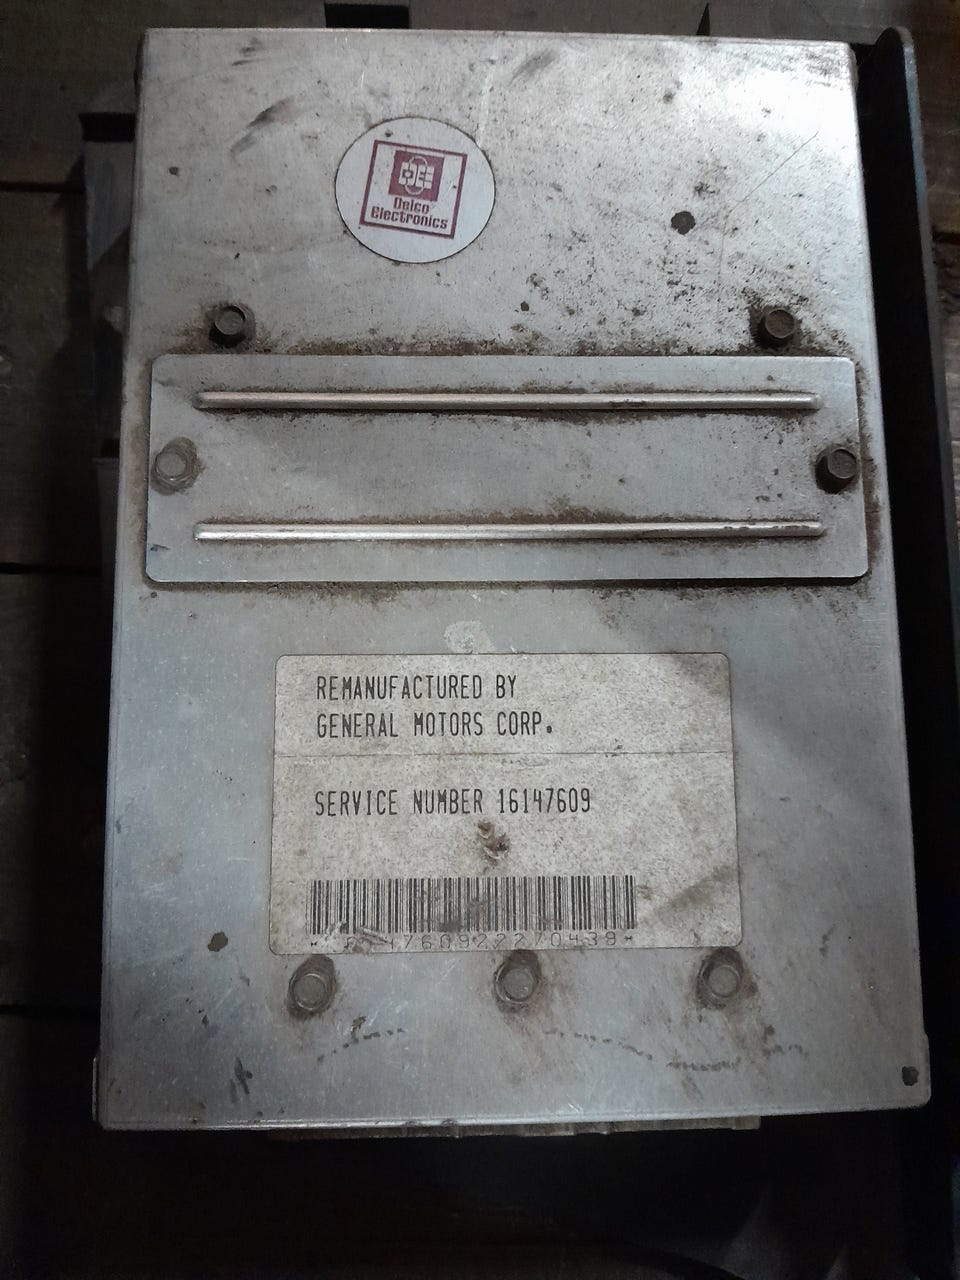 Delco
Electronics
REMANUFACTURED BY
GENERAL MOTORS CORP.
SERVICE NUMBER 16147609